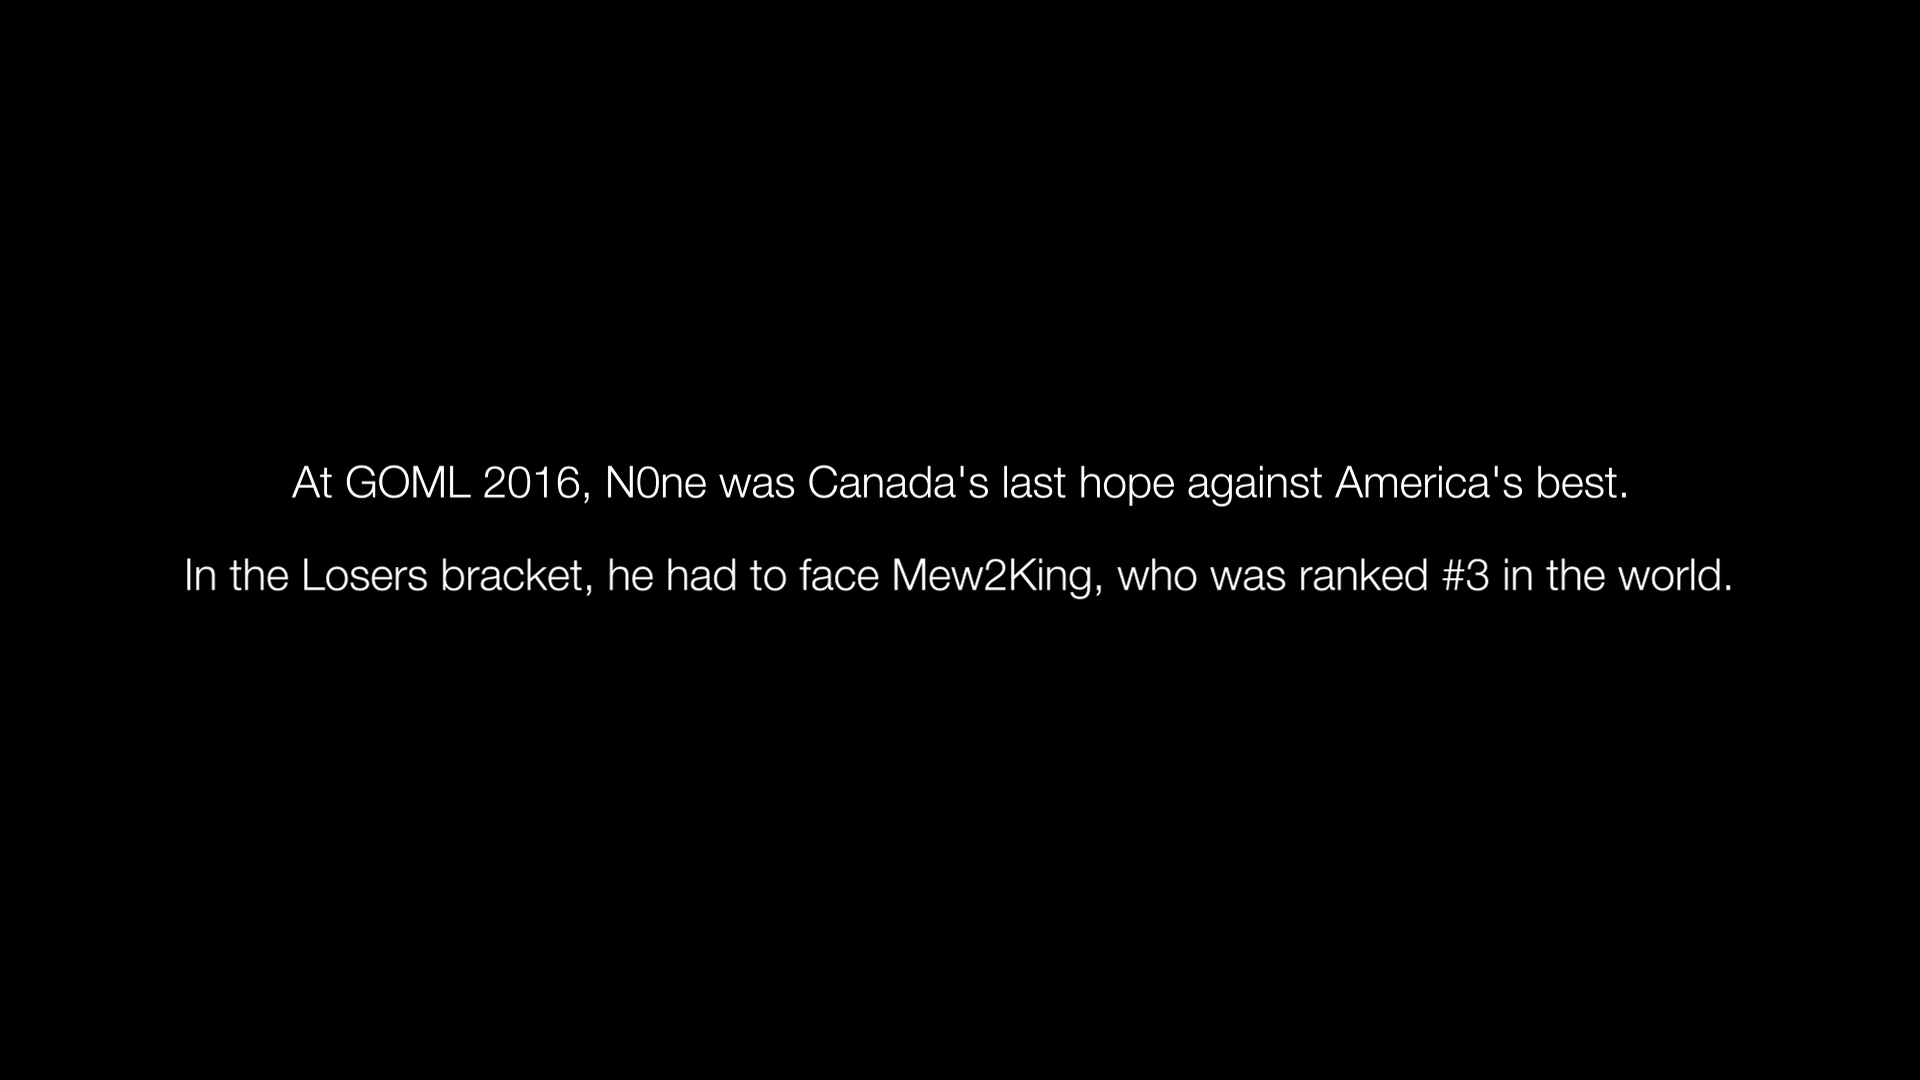 At GOML 2016, N0ne was Canada's last hope against America's best.
In the Losers bracket, he had to face Mew2King, who was ranked #3 in the world.